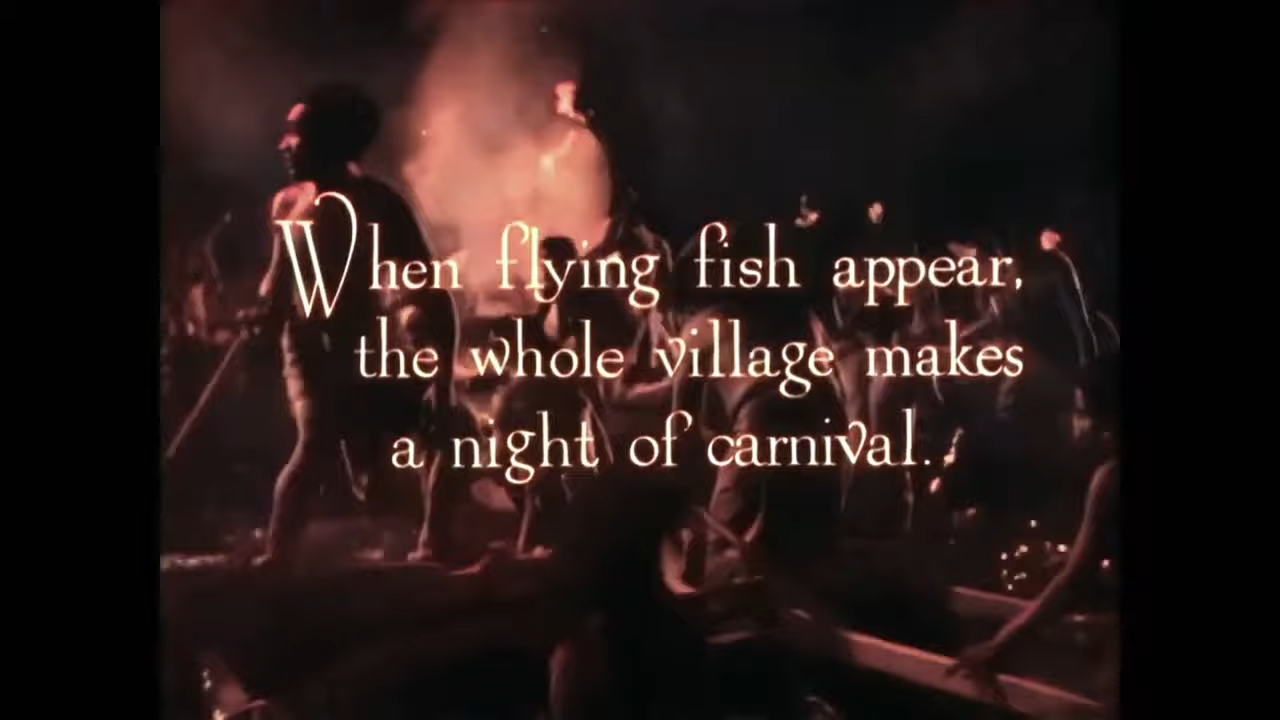 When flying fish appear,
the whole village makes
a night of carnival.